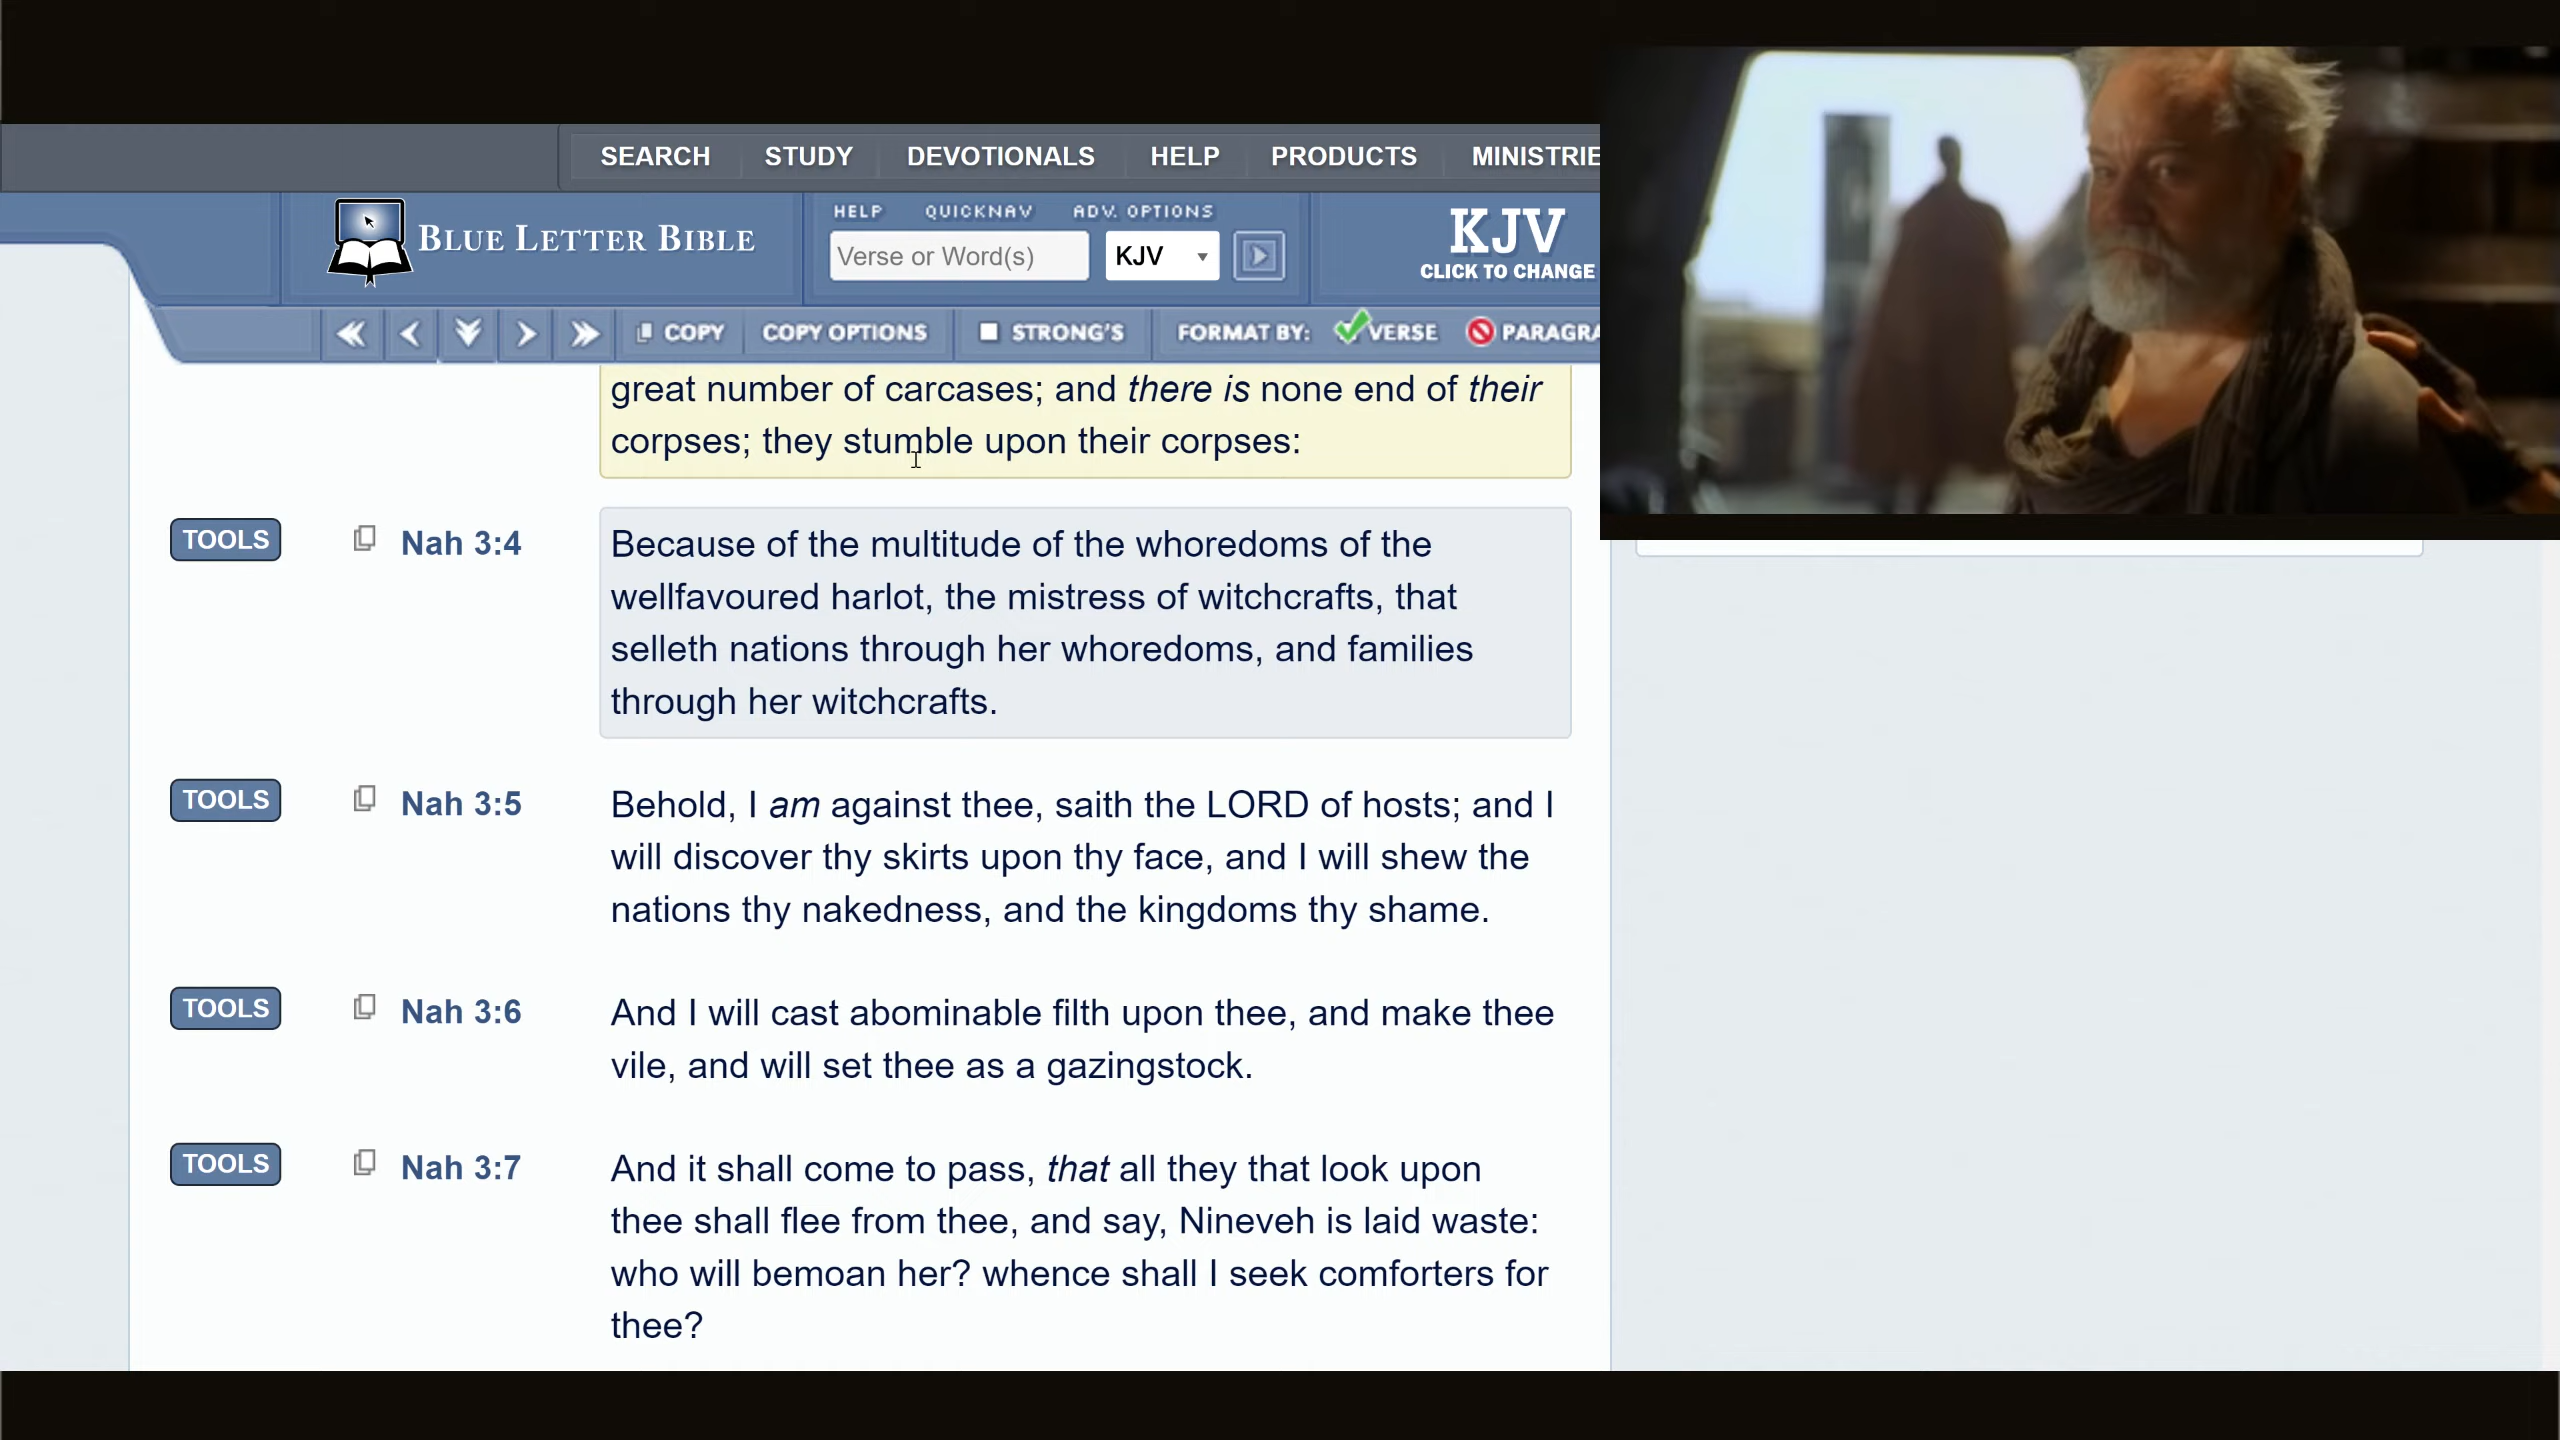 SEARCH STUDY DEVOTIONALS HELP PRODUCTS MINISTRIE
BLUE LETTER BIBLE
HELP QUICKNAV ADV. OPTIONS
Verse or Word(s) KJV
KJV
CLICK TO CHANGE
COPY COPY OPTIONS STRONG'S FORMAT BY: VERSE PARAGRA
great number of carcases; and there is none end of their
corpses; they stumble upon their corpses:
TOOLS Nah 3:4 Because of the multitude of the whoredoms of the
wellfavoured harlot, the mistress of witchcrafts, that
selleth nations through her whoredoms, and families
through her witchcrafts.
TOOLS Nah 3:5 Behold, I am against thee, saith the LORD of hosts; and I
will discover thy skirts upon thy face, and I will shew the
nations thy nakedness, and the kingdoms thy shame.
TOOLS Nah 3:6 And I will cast abominable filth upon thee, and make thee
vile, and will set thee as a gazingstock.
TOOLS Nah 3:7 And it shall come to pass, that all they that look upon
thee shall flee from thee, and say, Nineveh is laid waste:
who will bemoan her? whence shall I seek comforters for
thee?